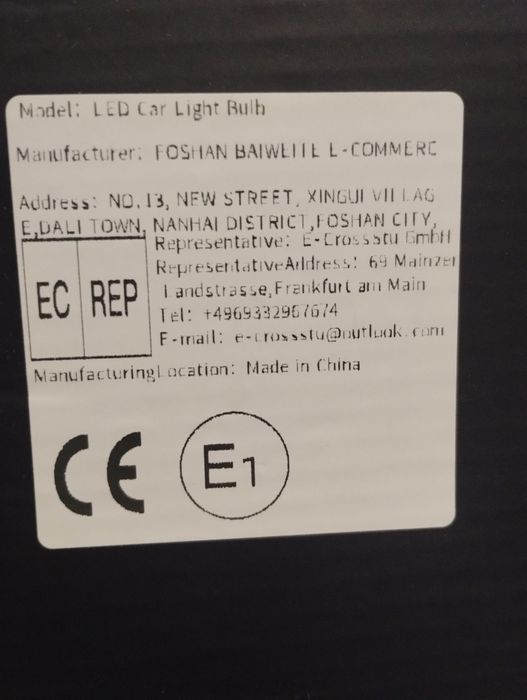 Model: LED Car Light Bulb
Manufacturer: FOSHAN BAIWEITE E-COMMERC
Address: NO.13, NEW STREET, XINGUI VILLAG
E,DALI TOWN, NANHAI DISTRICT,FOSHAN CITY,
EC REP
Representative: E-Crossstu GmbH
RepresentativeAddress: 69 Mainzer
Landstrasse,Frankfurt am Main
Tel: +4969332967674
E-mail: e-crossstu@outlook.com
ManufacturingLocation: Made in China
CE E1